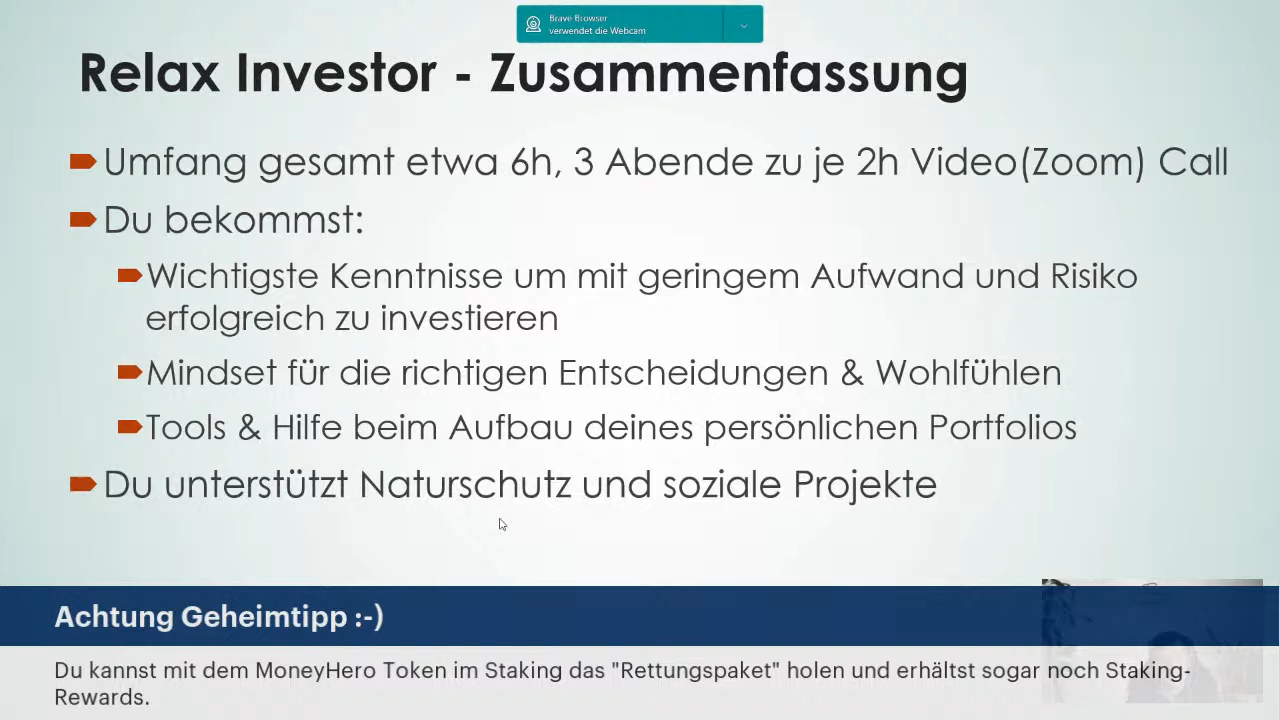 Brave Browser
verwendet die Webcam
Relax Investor - Zusammenfassung
Umfang gesamt etwa 6h, 3 Abende zu je 2h Video(Zoom) Call
Du bekommst:
Wichtigste Kenntnisse um mit geringem Aufwand und Risiko
erfolgreich zu investieren
Mindset für die richtigen Entscheidungen & Wohlfühlen
Tools & Hilfe beim Aufbau deines persönlichen Portfolios
Du unterstützt Naturschutz und soziale Projekte
Achtung Geheimtipp :-)
Du kannst mit dem MoneyHero Token im Staking das "Rettungspaket" holen und erhältst sogar noch Staking-
Rewards.